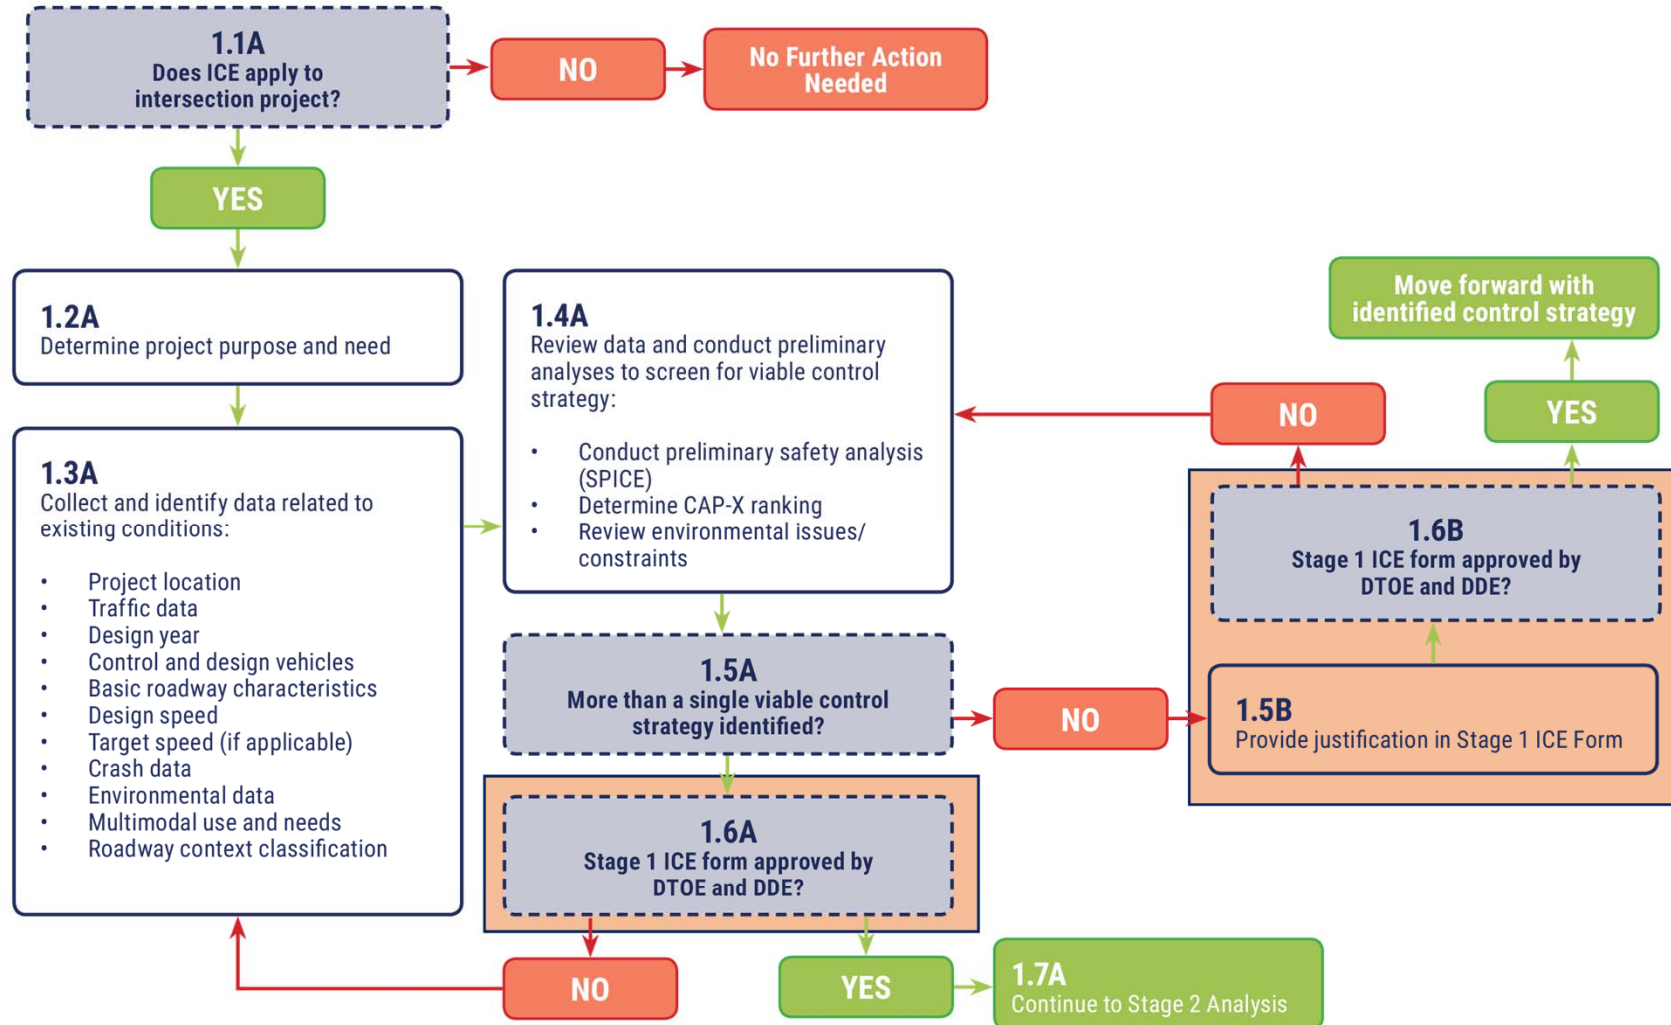 1.1A
Does ICE apply to
intersection project?
NO
No Further Action
Needed
YES
1.2A
Determine project purpose and need
1.3A
Collect and identify data related to
existing conditions:
• Project location
• Traffic data
• Design year
• Control and design vehicles
• Basic roadway characteristics
• Design speed
• Target speed (if applicable)
• Crash data
• Environmental data
• Multimodal use and needs
• Roadway context classification
1.4A
Review data and conduct preliminary
analyses to screen for viable control
strategy:
• Conduct preliminary safety analysis
(SPICE)
• Determine CAP-X ranking
• Review environmental issues/
constraints
1.5A
More than a single viable control
strategy identified?
NO
1.5B
Provide justification in Stage 1 ICE Form
1.6B
Stage 1 ICE form approved by
DTOE and DDE?
NO
YES
Move forward with
identified control strategy
1.6A
Stage 1 ICE form approved by
DTOE and DDE?
NO
YES
1.7A
Continue to Stage 2 Analysis